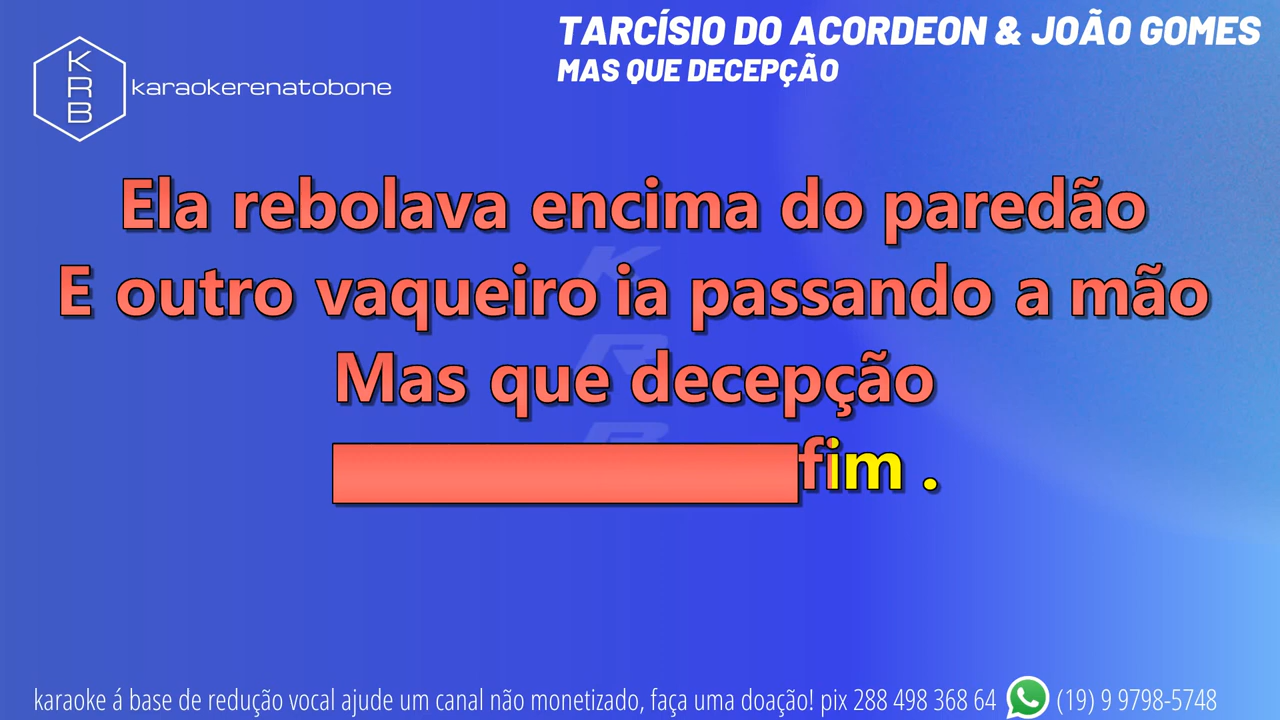 TARCÍSIO DO ACORDEON & JOÃO GOMES
MAS QUE DECEPÇÃO
KRB
karaokerenatobone
Ela rebolava encima do paredão
E outro vaqueiro ia passando a mão
Mas que decepção
fim .
KRB
karaoke á base de redução vocal ajude um canal não monetizado, faça uma doação! pix 288 498 368 64 (19) 9 9798-5748